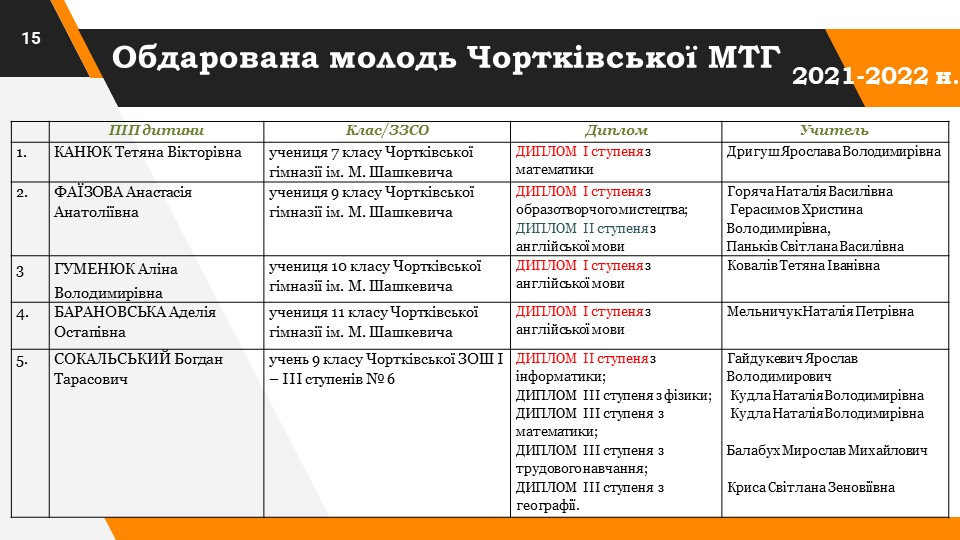 15
Обдарована молодь Чортківської МТГ
2021-2022 н.
ПІП дитини
Клас/ЗЗСО
Диплом
Учитель
1.
КАНЮК Тетяна Вікторівна
учениця 7 класу Чортківської
гімназії ім. М. Шашкевича
ДИПЛОМ І ступеня з
математики
Дригуш Ярослава Володимирівна
2.
ФАЇЗОВА Анастасія
Анатоліївна
учениця 9 класу Чортківської
гімназії ім. М. Шашкевича
ДИПЛОМ І ступеня з
образотворчого мистецтва;
ДИПЛОМ ІІ ступеня з
англійської мови
Горяча Наталія Василівна
Герасимов Христина
Володимирівна,
Паньків Світлана Василівна
3
ГУМЕНЮК Аліна
Володимирівна
учениця 10 класу Чортківської
гімназії ім. М. Шашкевича
ДИПЛОМ І ступеня з
англійської мови
Ковалів Тетяна Іванівна
4.
БАРАНОВСЬКА Аделія
Остапівна
учениця 11 класу Чортківської
гімназії ім. М. Шашкевича
ДИПЛОМ І ступеня з
англійської мови
Мельничук Наталія Петрівна
5.
СОКАЛЬСЬКИЙ Богдан
Тарасович
учень 9 класу Чортківської ЗОШ І
– ІІІ ступенів № 6
ДИПЛОМ ІІ ступеня з
інформатики;
ДИПЛОМ ІІІ ступеня з фізики;
ДИПЛОМ ІІІ ступеня з
математики;
ДИПЛОМ ІІІ ступеня з
трудового навчання;
ДИПЛОМ ІІІ ступеня з
географії.
Гайдукевич Ярослав
Володимирович
Кудла Наталія Володимирівна
Кудла Наталія Володимирівна
Балабух Мирослав Михайлович
Криса Світлана Зеновіївна